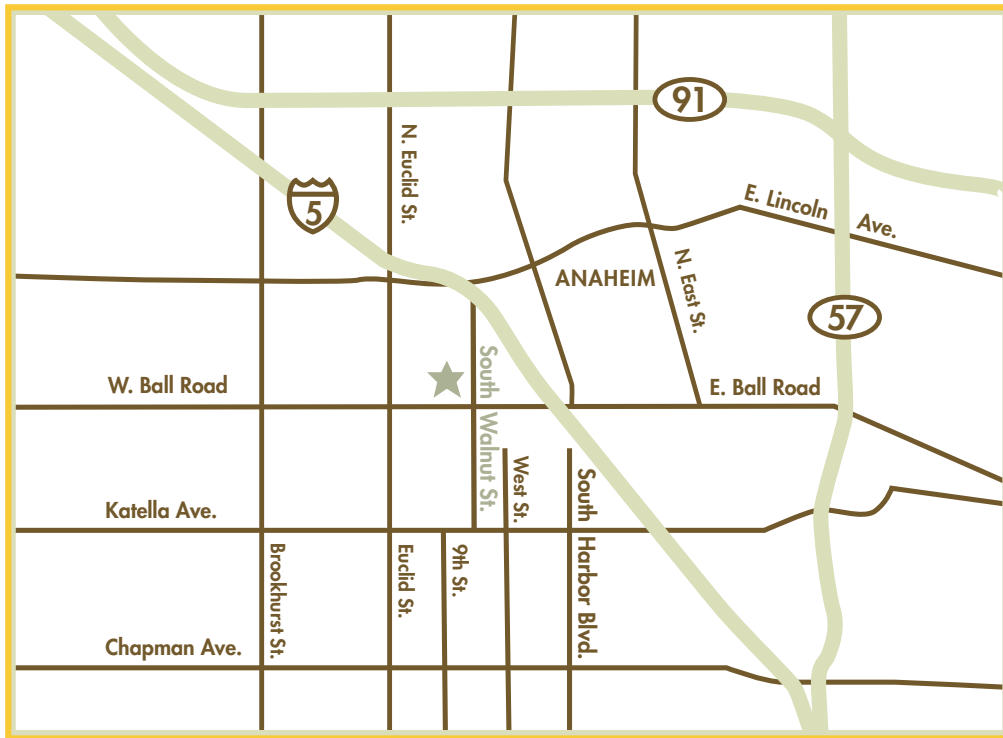 91
N. Euclid St.
5
E. Lincoln Ave.
ANAHEIM
N. East St.
57
W. Ball Road
E. Ball Road
South Walnut St.
West St.
South Harbor Blvd.
Katella Ave.
Brookhurst St.
Euclid St.
9th St.
Chapman Ave.